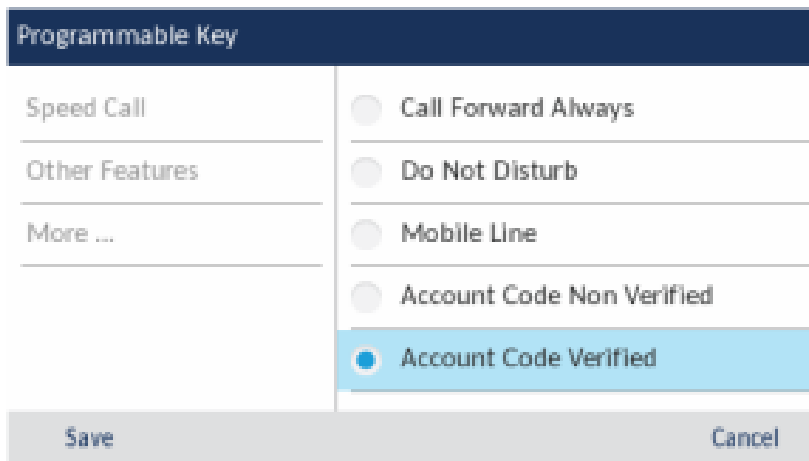 Programmable Key
Speed Call
Other Features
More ...
Call Forward Always
Do Not Disturb
Mobile Line
Account Code Non Verified
Account Code Verified
Save
Cancel